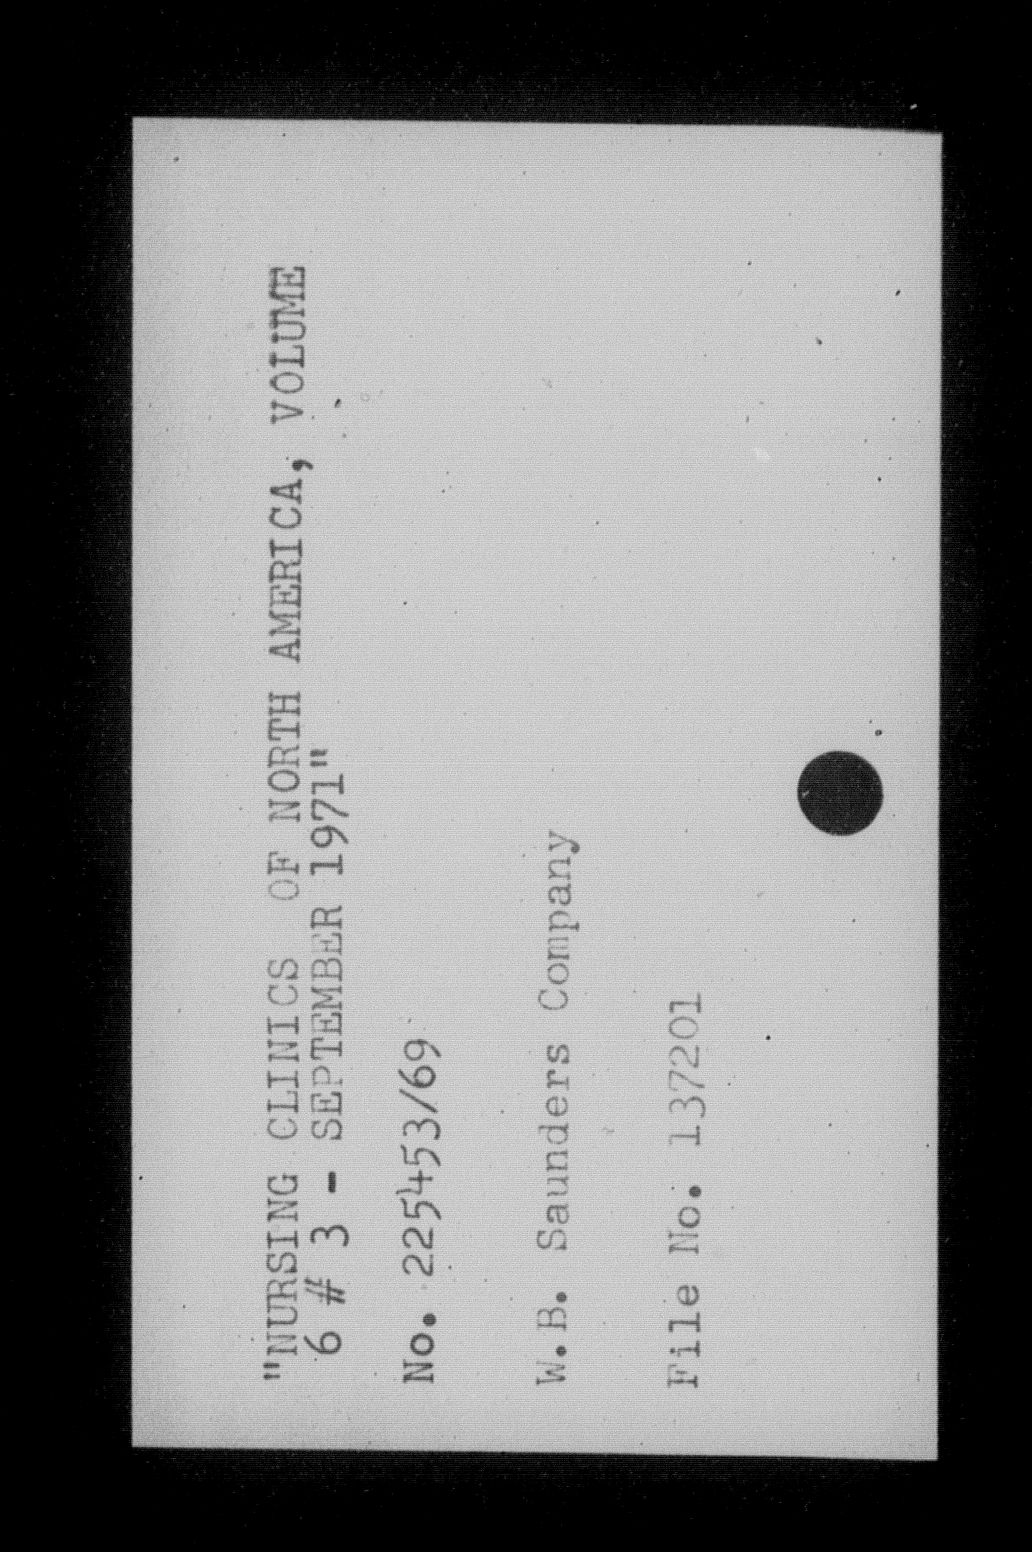 "NURSING CLINICS OF NORTH AMERICA, VOLUME
6 # 3 - SEPTEMBER 1971"
No. 225453/69
W.B. Saunders Company
File No. 137201